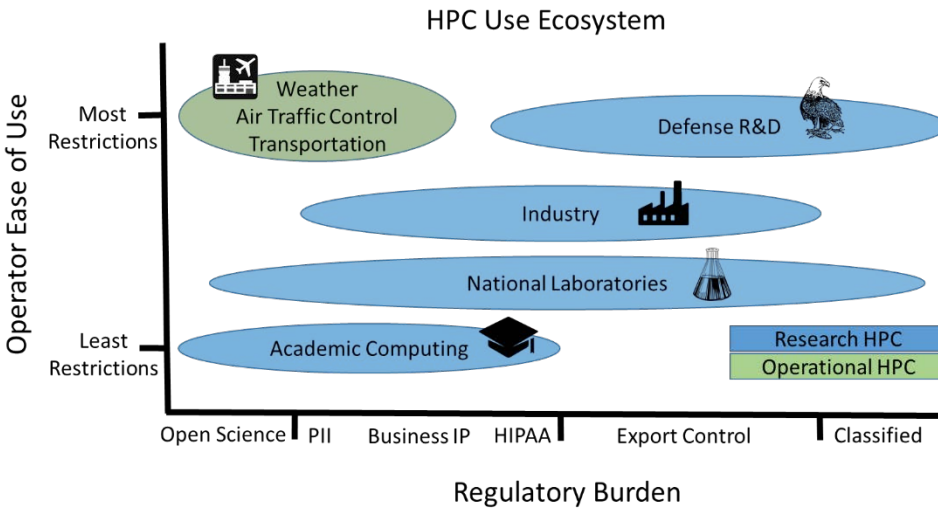 HPC Use Ecosystem
Operator Ease of Use
Most
Restrictions
Least
Restrictions
Weather
Air Traffic Control
Transportation
Defense R&D
Industry
National Laboratories
Academic Computing
Research HPC
Operational HPC
Open Science
PII
Business IP
HIPAA
Export Control
Classified
Regulatory Burden